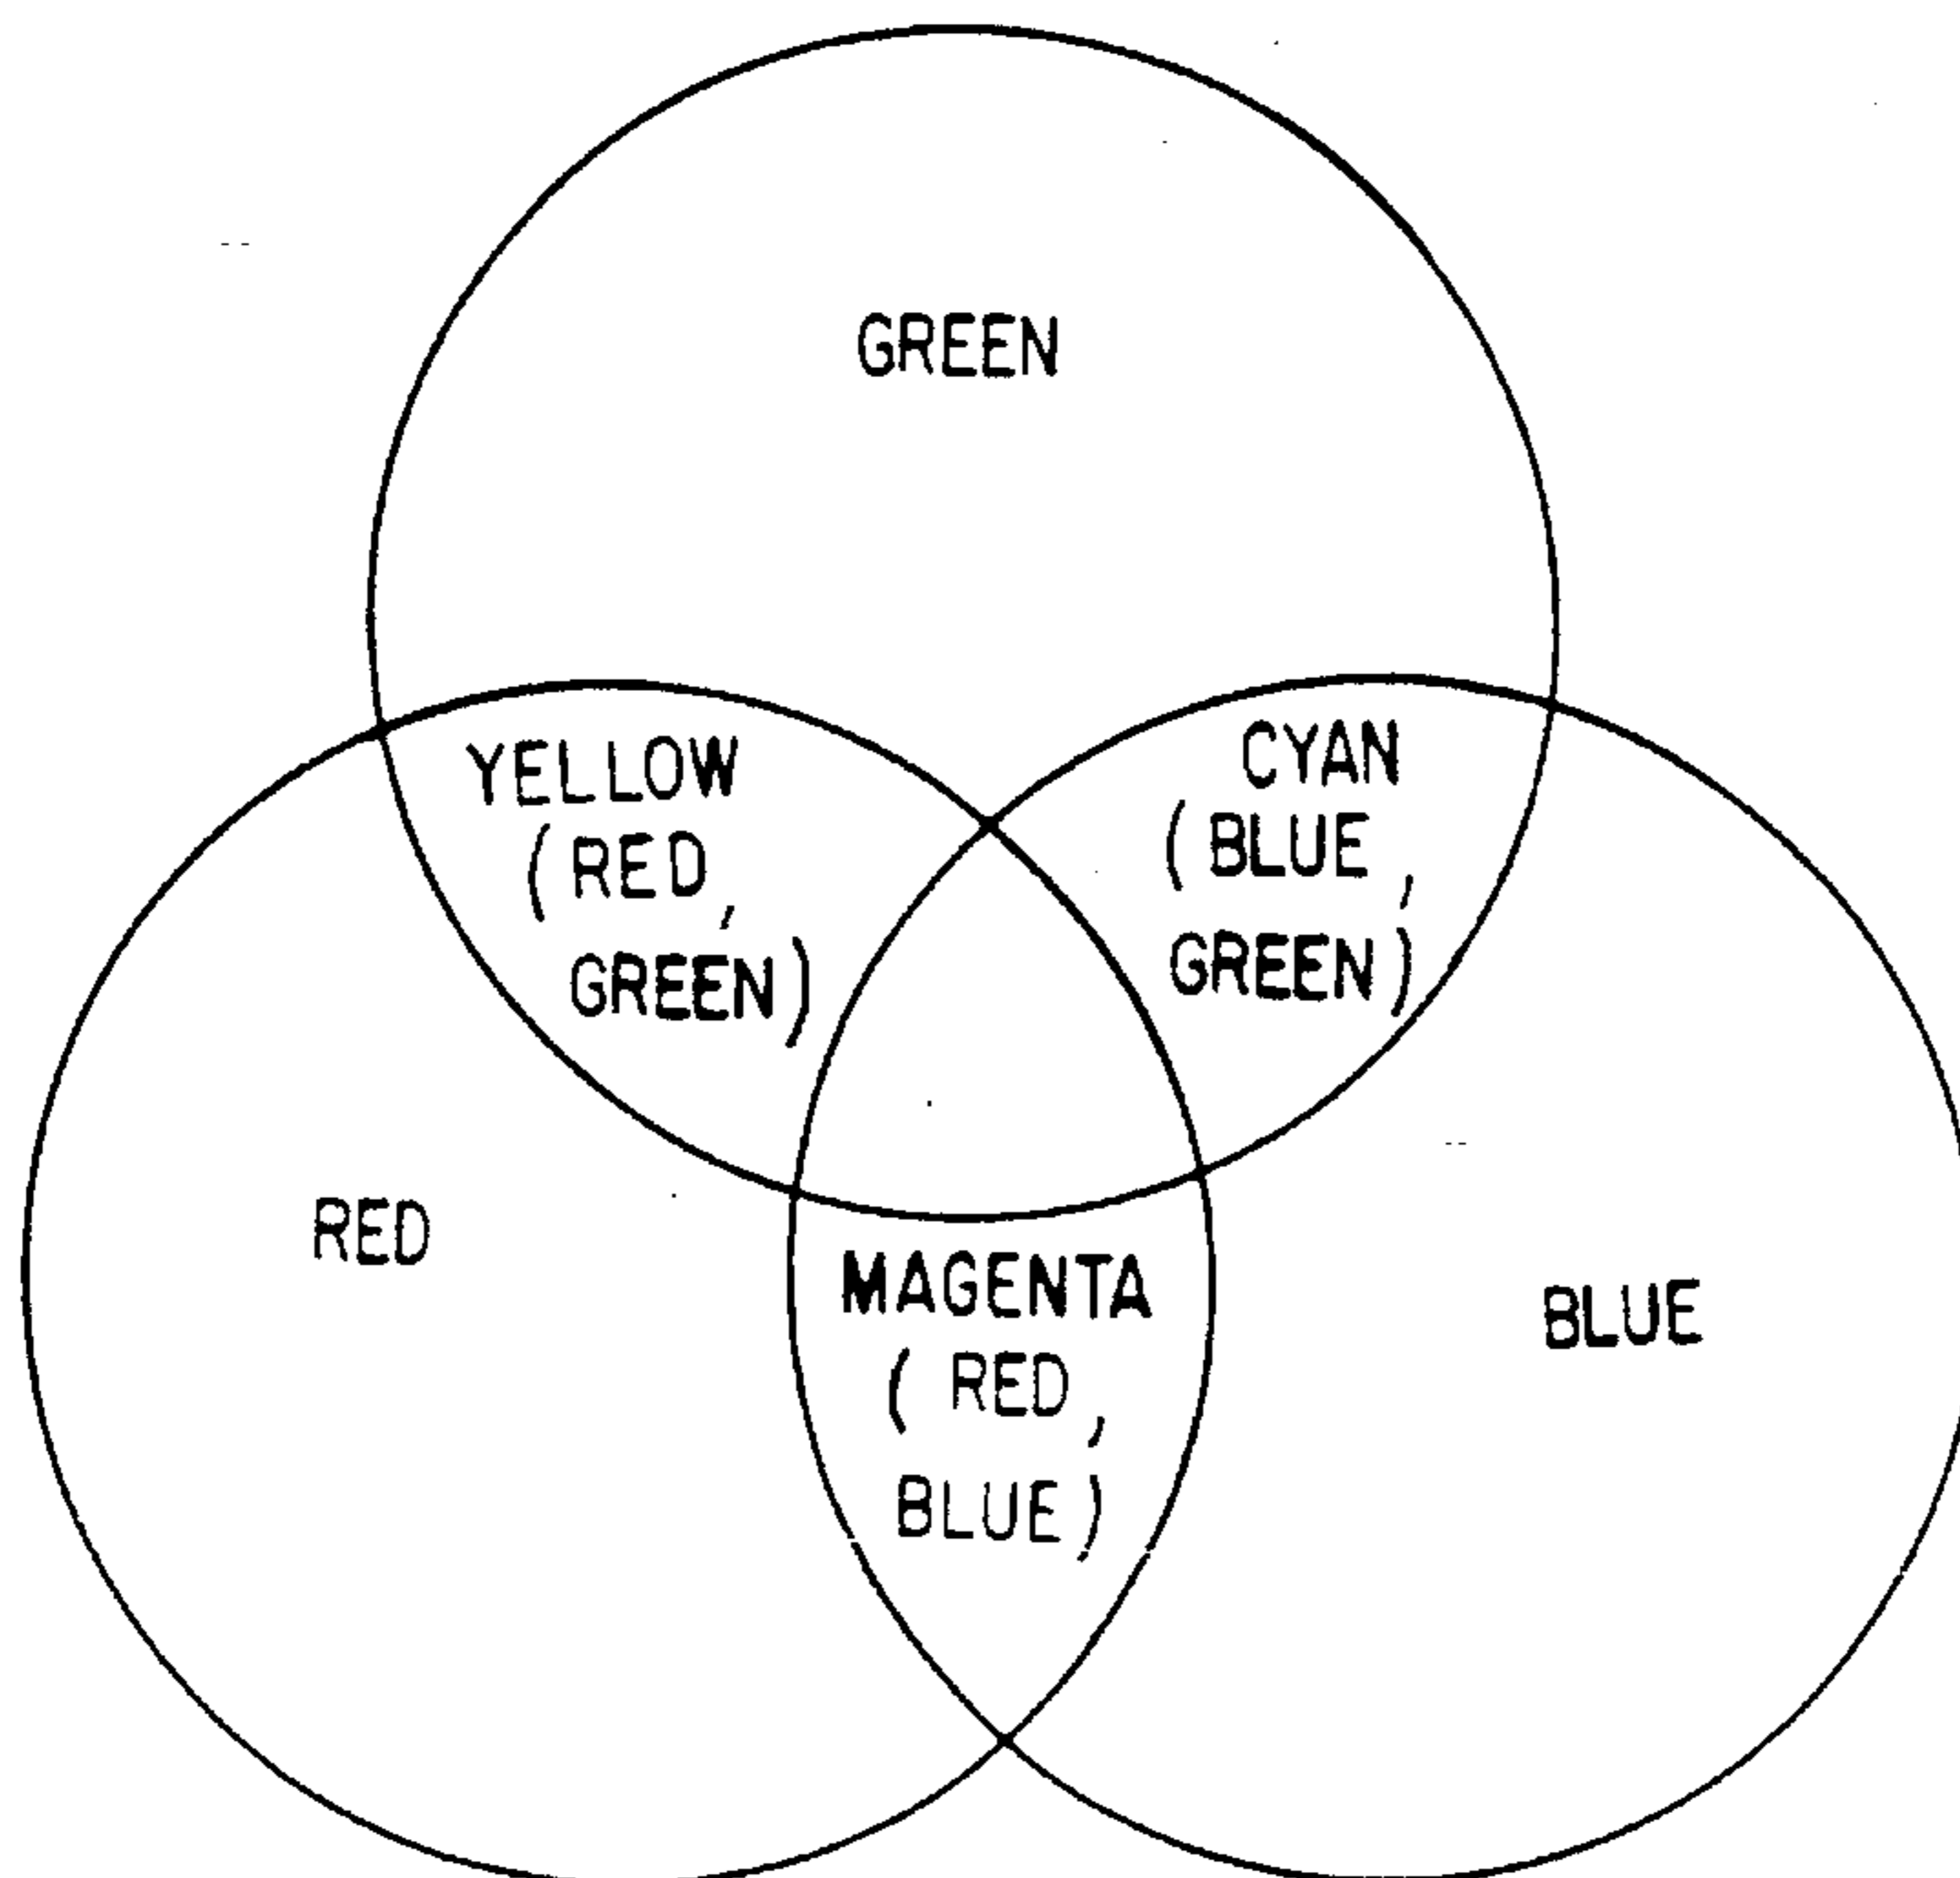 GREEN
YELLOW
(RED,
GREEN)
CYAN
(BLUE,
GREEN)
RED
MAGENTA
(RED,
BLUE)
BLUE